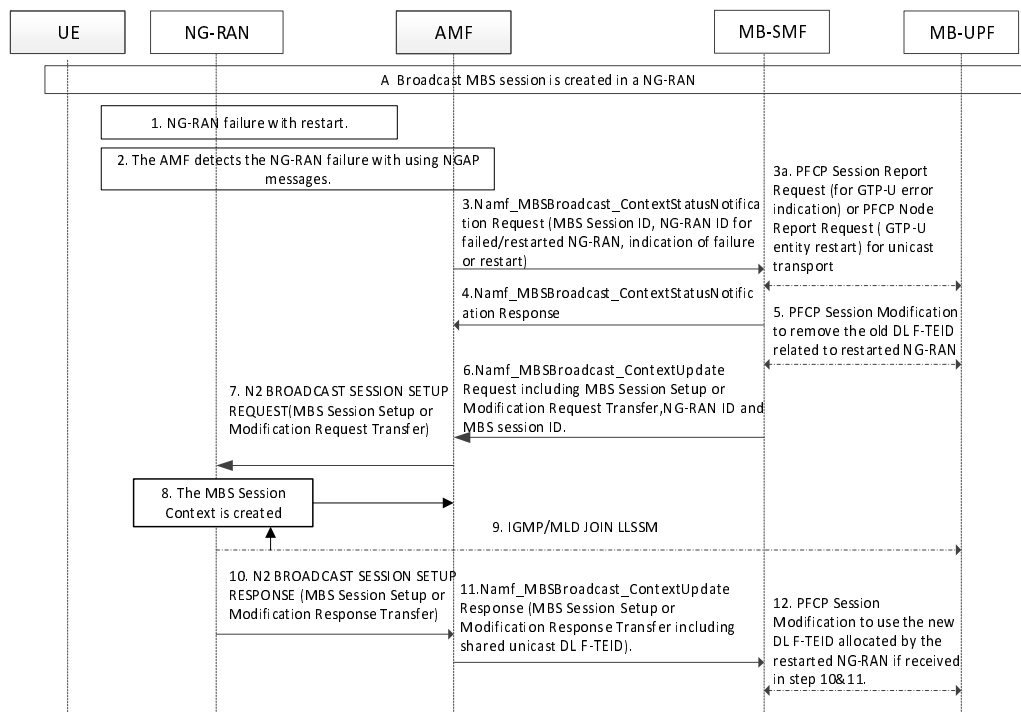 UE
NG-RAN
AMF
MB-SMF
MB-UPF
A Broadcast MBS session is created in a NG-RAN
1. NG-RAN failure with restart.
2. The AMF detects the NG-RAN failure with using NGAP
messages.
3.Namf_MBSBroadcast_ContextStatusNotifica
tion Request (MBS Session ID, NG-RAN ID for
failed/restarted NG-RAN, indication of failure
or restart)
3a. PFCP Session Report
Request (for GTP-U error
indication) or PFCP Node
Report Request ( GTP-U
entity restart) for unicast
transport
4.Namf_MBSBroadcast_ContextStatusNotific
ation Response
5. PFCP Session Modification
to remove the old DL F-TEID
related to restarted NG-RAN
6.Namf_MBSBroadcast_ContextUpdate
Request including MBS Session Setup or
Modification Request Transfer,NG-RAN ID and
MBS session ID.
7. N2 BROADCAST SESSION SETUP
REQUEST(MBS Session Setup or
Modification Request Transfer)
8. The MBS Session
Context is created
9. IGMP/MLD JOIN LLSSM
10. N2 BROADCAST SESSION SETUP
RESPONSE (MBS Session Setup or
Modification Response Transfer)
11.Namf_MBSBroadcast_ContextUpdate
Response (MBS Session Setup or
Modification Response Transfer including
shared unicast DL F-TEID).
12. PFCP Session
Modification to use the new
DL F-TEID allocated by the
restarted NG-RAN if received
in step 10&11.